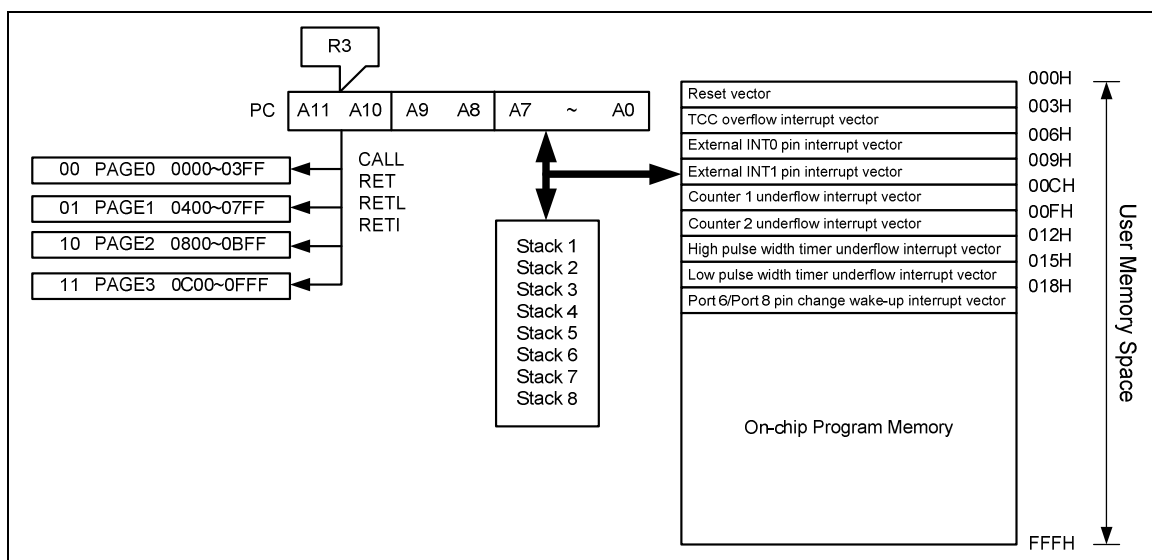 R3
PC A11 A10 A9 A8 A7 ~ A0
00 PAGE0 0000~03FF
01 PAGE1 0400~07FF
10 PAGE2 0800~0BFF
11 PAGE3 0C00~0FFF
CALL
RET
RETL
RETI
Stack 1
Stack 2
Stack 3
Stack 4
Stack 5
Stack 6
Stack 7
Stack 8
000H
Reset vector
003H
TCC overflow interrupt vector
006H
External INT0 pin interrupt vector
009H
External INT1 pin interrupt vector
00CH
Counter 1 underflow interrupt vector
00FH
Counter 2 underflow interrupt vector
012H
High pulse width timer underflow interrupt vector
015H
Low pulse width timer underflow interrupt vector
018H
Port 6/Port 8 pin change wake-up interrupt vector
On-chip Program Memory
FFFH
User Memory Space